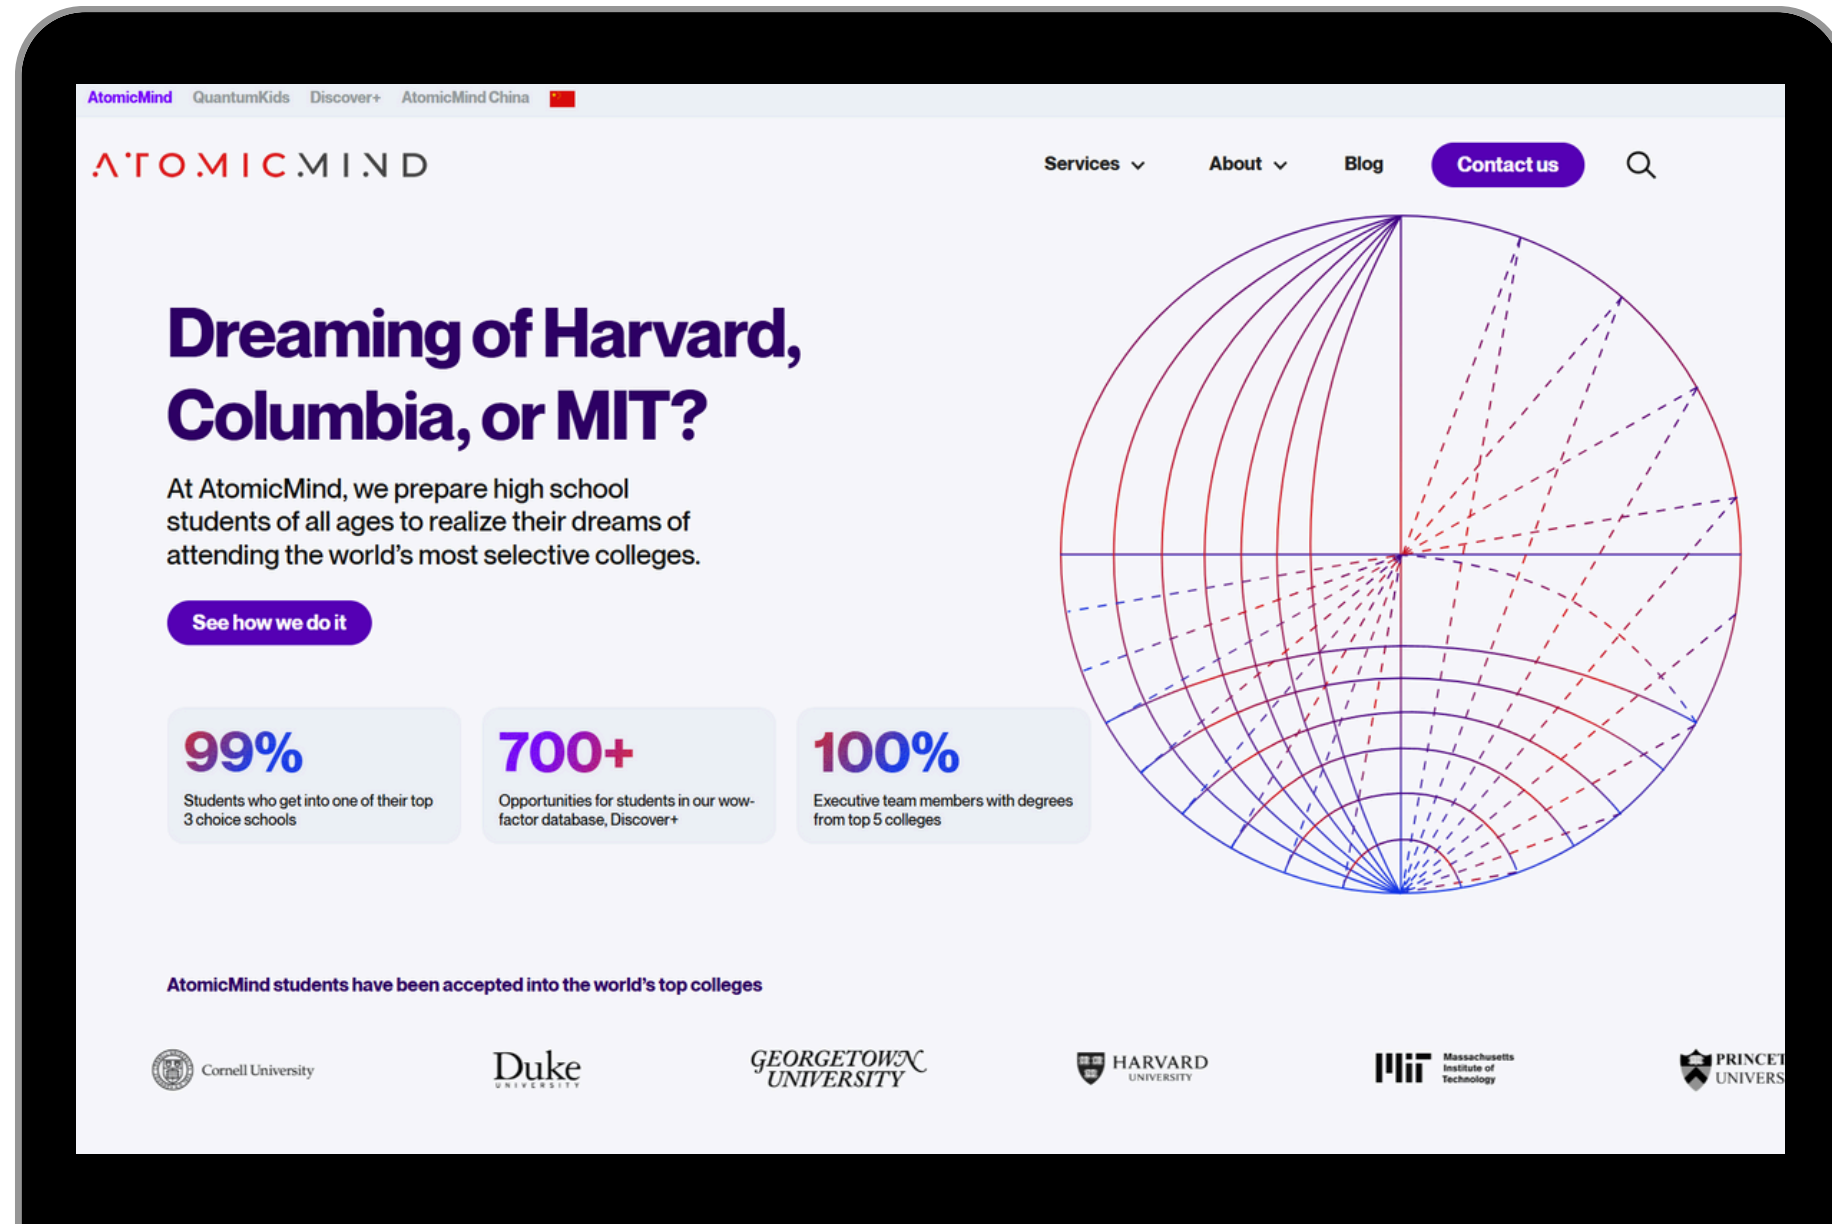 AtomicMind QuantumKids Discover+ AtomicMind China
ATOMICMIND
Services About Blog Contact us
Dreaming of Harvard,
Columbia, or MIT?
At AtomicMind, we prepare high school
students of all ages to realize their dreams of
attending the world's most selective colleges.
See how we do it
99%
Students who get into one of their top
3 choice schools
700+
Opportunities for students in our wow-
factor database, Discover+
100%
Executive team members with degrees
from top 5 colleges
AtomicMind students have been accepted into the world's top colleges
Cornell University
Duke
UNIVERSITY
GEORGETOWN
UNIVERSITY
HARVARD
UNIVERSITY
MIT
Massachusetts
Institute of
Technology
PRINCET
UNIVERS